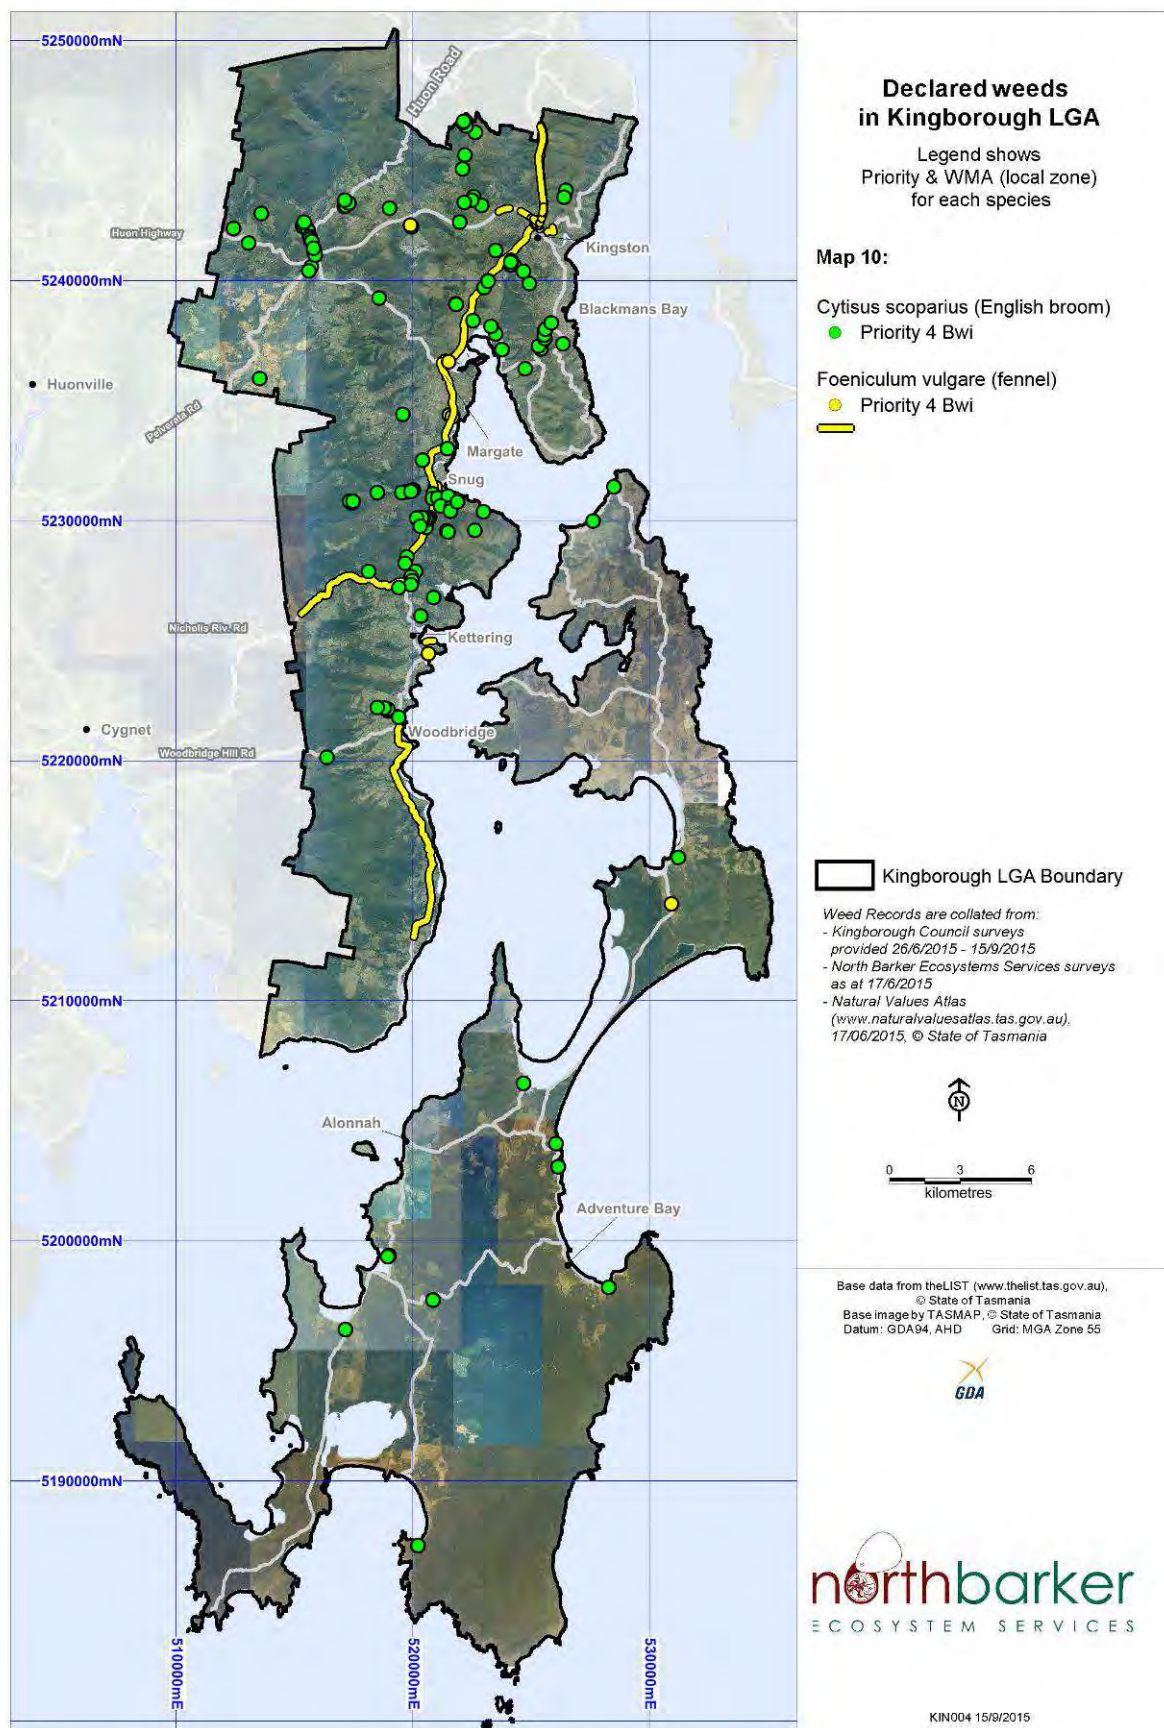 5250000mN
Huon Road
Huon Highway
Kingston
5240000mN
Blackmans Bay
Huonville
Pelverata Rd
Margate
Snug
5230000mN
Nicholls Riv. Rd
Kettering
Cygnet
Woodbridge
Woodbridge Hill Rd
5220000mN
5210000mN
Alonnah
Adventure Bay
5200000mN
5190000mN
510000mE
520000mE
530000mE
Declared weeds
in Kingborough LGA
Legend shows
Priority & WMA (local zone)
for each species
Map 10:
Cytisus scoparius (English broom)
Priority 4 Bwi
Foeniculum vulgare (fennel)
Priority 4 Bwi
Kingborough LGA Boundary
Weed Records are collated from:
- Kingborough Council surveys
provided 26/6/2015 - 15/9/2015
- North Barker Ecosystems Services surveys
as at 17/6/2015
- Natural Values Atlas
(www.naturalvaluesatlas.tas.gov.au),
17/06/2015, © State of Tasmania
N
0 3 6
kilometres
Base data from theLIST (www.thelist.tas.gov.au),
© State of Tasmania
Base image by TASMAP, © State of Tasmania
Datum: GDA94, AHD Grid: MGA Zone 55
GDA
northbarker
ECOSYSTEM SERVICES
KIN004 15/9/2015